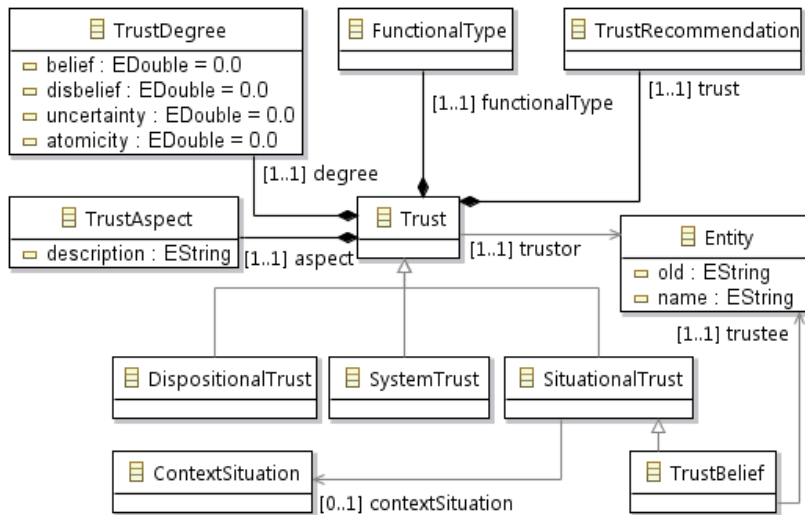 TrustDegree
belief : EDouble = 0.0
disbelief : EDouble = 0.0
uncertainty : EDouble = 0.0
atomicity : EDouble = 0.0
FunctionalType
TrustRecommendation
[1..1] functionalType
[1..1] trust
[1..1] degree
TrustAspect
description : EString
[1..1] aspect
Trust
[1..1] trustor
Entity
old : EString
name : EString
[1..1] trustee
DispositionalTrust
SystemTrust
SituationalTrust
ContextSituation
[0..1] contextSituation
TrustBelief